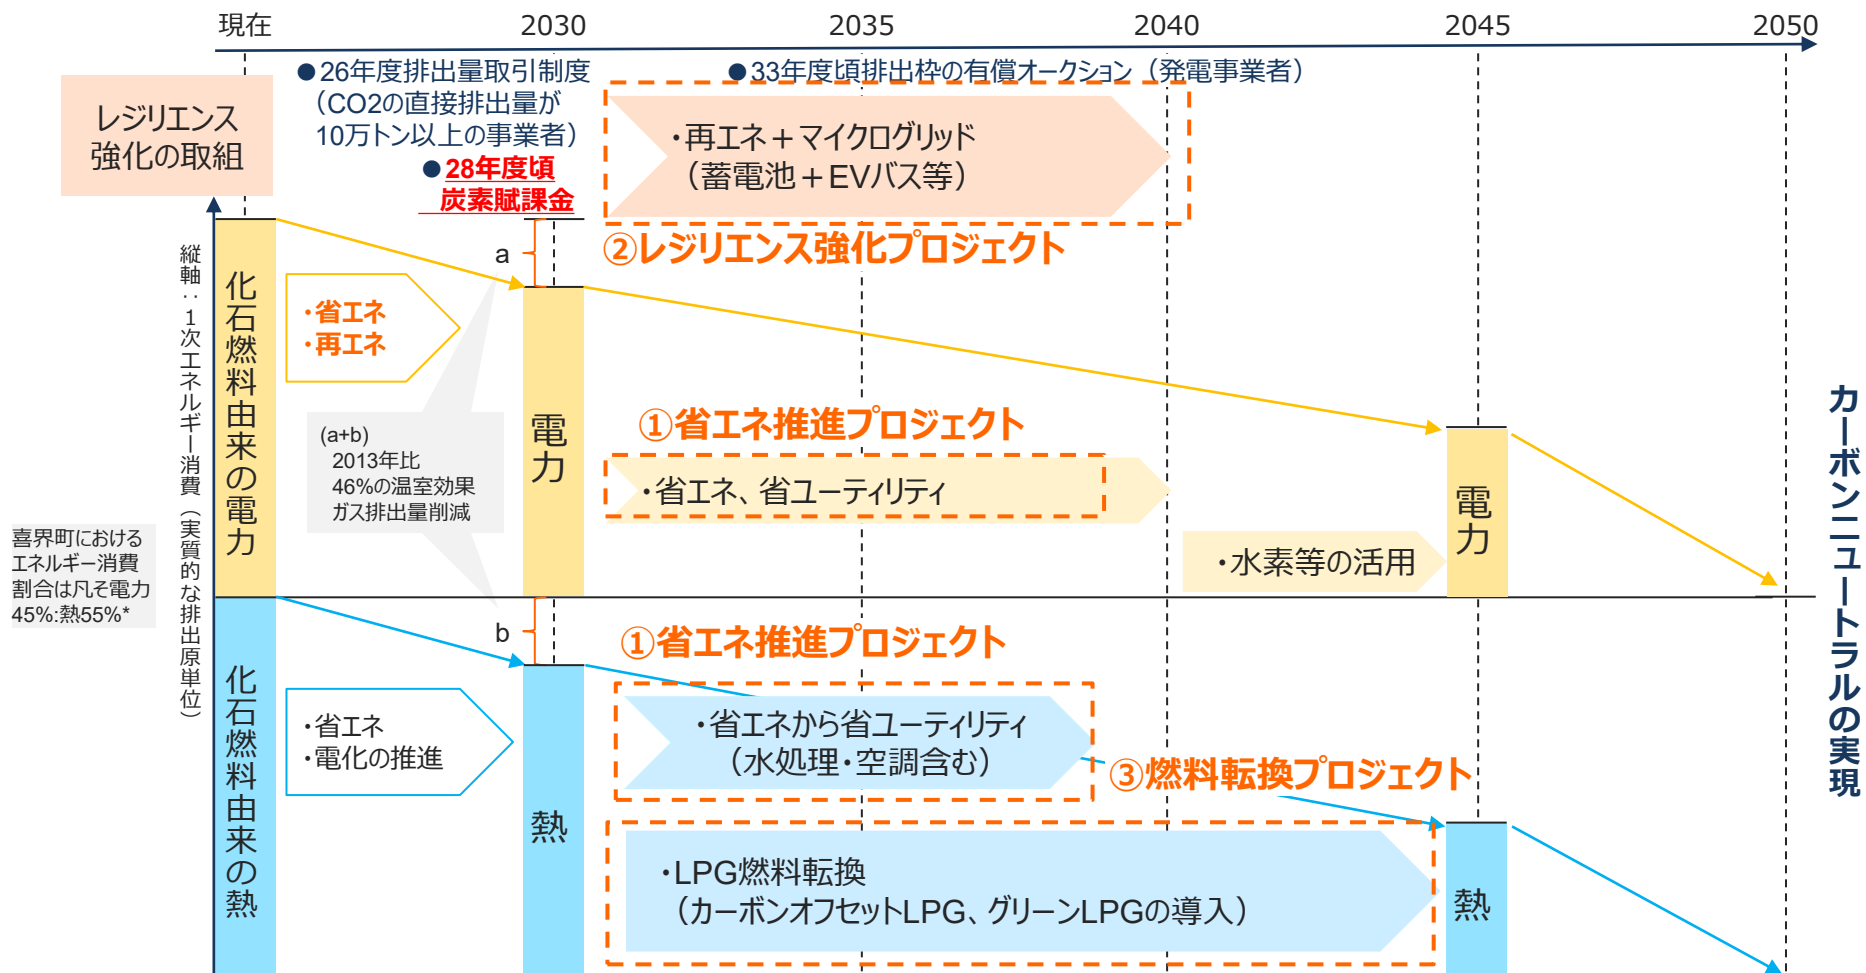 現在 2030 2035 2040 2045 2050
●26年度排出量取引制度
（CO2の直接排出量が
10万トン以上の事業者）
●28年度頃
炭素賦課金
●33年度頃排出枠の有償オークション（発電事業者）
レジリエンス
強化の取組
・再エネ＋マイクログリッド
（蓄電池＋EVバス等）
②レジリエンス強化プロジェクト
縦軸：１次エネルギー消費（実質的な排出原単位）
化石燃料由来の電力
・省エネ
・再エネ
a
(a+b)
2013年比
46%の温室効果
ガス排出量削減
電力
①省エネ推進プロジェクト
・省エネ、省ユーティリティ
・水素等の活用
電力
カーボンニュートラルの実現
喜界町における
エネルギー消費
割合は凡そ電力
45%:熱55%*
化石燃料由来の熱
・省エネ
・電化の推進
b
熱
①省エネ推進プロジェクト
・省エネから省ユーティリティ
（水処理・空調含む）
③燃料転換プロジェクト
・LPG燃料転換
（カーボンオフセットLPG、グリーンLPGの導入）
熱